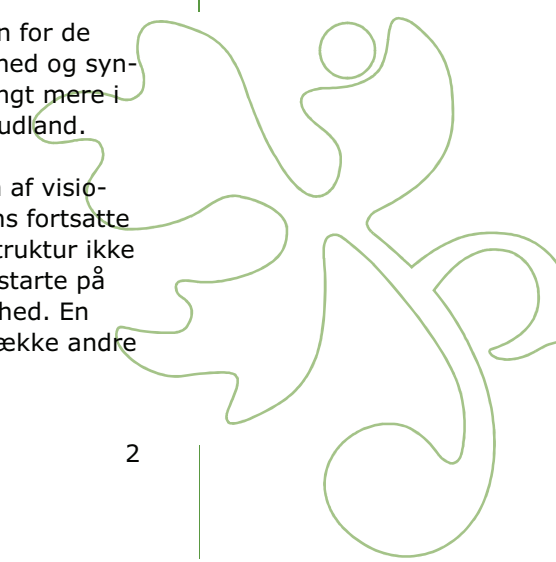 n for de
hed og syn-
ngt mere i
udland.
af visio-
ns fortsatte
truktur ikke
starte på
hed. En
ække andre
2